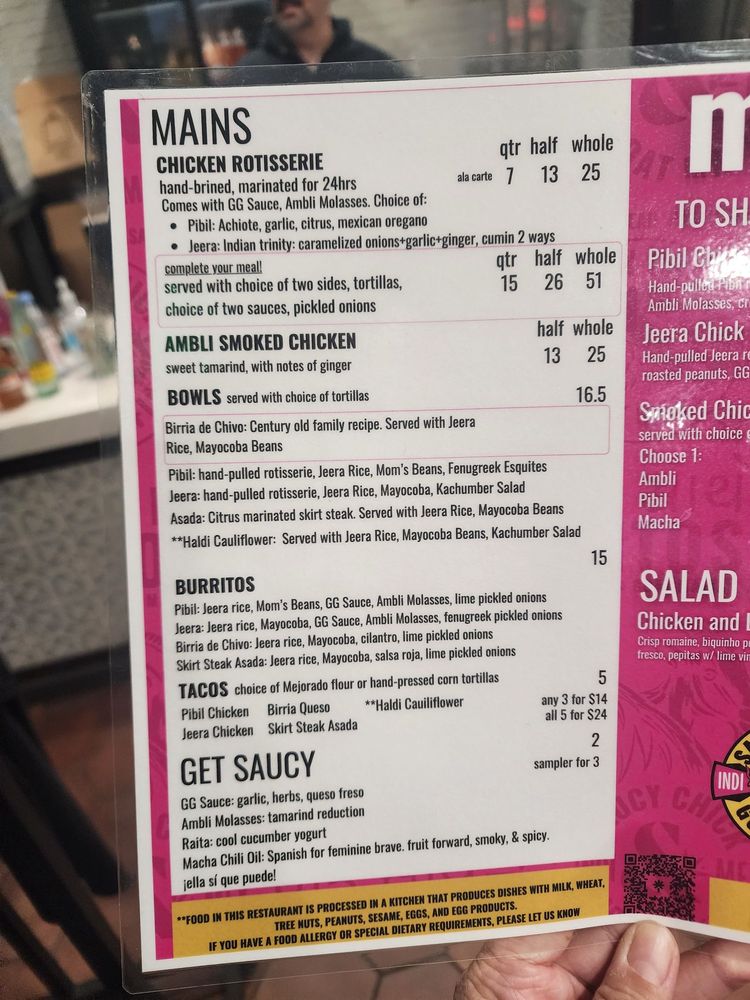 MAINS
CHICKEN ROTISSERIE
qtr half whole
hand-brined, marinated for 24hrs
ala carte 7 13 25
Comes with GG Sauce, Ambli Molasses. Choice of:
• Pibil: Achiote, garlic, citrus, mexican oregano
• Jeera: Indian trinity: caramelized onions+garlic+ginger, cumin 2 ways
complete your meal!
qtr half whole
served with choice of two sides, tortillas,
15 26 51
choice of two sauces, pickled onions
AMBLI SMOKED CHICKEN
half whole
sweet tamarind, with notes of ginger
13 25
BOWLS served with choice of tortillas
16.5
Birria de Chivo: Century old family recipe. Served with Jeera
Rice, Mayocoba Beans
Pibil: hand-pulled rotisserie, Jeera Rice, Mom's Beans, Fenugreek Esquites
Jeera: hand-pulled rotisserie, Jeera Rice, Mayocoba, Kachumber Salad
Asada: Citrus marinated skirt steak. Served with Jeera Rice, Mayocoba Beans
**Haldi Cauliflower: Served with Jeera Rice, Mayocoba Beans, Kachumber Salad
15
BURRITOS
Pibil: Jeera rice, Mom's Beans, GG Sauce, Ambli Molasses, lime pickled onions
Jeera: Jeera rice, Mayocoba, GG Sauce, Ambli Molasses, fenugreek pickled onions
Birria de Chivo: Jeera rice, Mayocoba, cilantro, lime pickled onions
Skirt Steak Asada: Jeera rice, Mayocoba, salsa roja, lime pickled onions
TACOS choice of Mejorado flour or hand-pressed corn tortillas
5
Pibil Chicken Birria Queso **Haldi Cauiliflower
any 3 for $14
Jeera Chicken Skirt Steak Asada
all 5 for $24
GET SAUCY
2
sampler for 3
GG Sauce: garlic, herbs, queso freso
Ambli Molasses: tamarind reduction
Raita: cool cucumber yogurt
Macha Chili Oil: Spanish for feminine brave. fruit forward, smoky, & spicy.
¡ella sí que puede!
**FOOD IN THIS RESTAURANT IS PROCESSED IN A KITCHEN THAT PRODUCES DISHES WITH MILK, WHEAT,
TREE NUTS, PEANUTS, SESAME, EGGS, AND EGG PRODUCTS.
IF YOU HAVE A FOOD ALLERGY OR SPECIAL DIETARY REQUIREMENTS, PLEASE LET US KNOW
TO SH
Pibil
Hand-pulled
Ambli Molasses,
Jeera Chick
Hand-pulled Jeera
roasted peanuts, GG
Smoked Chic
served with choice
Choose 1:
Ambli
Pibil
Macha
SALAD
Chicken and
Crisp romaine, biquinho
fresco, pepitas w/ lime
INDI